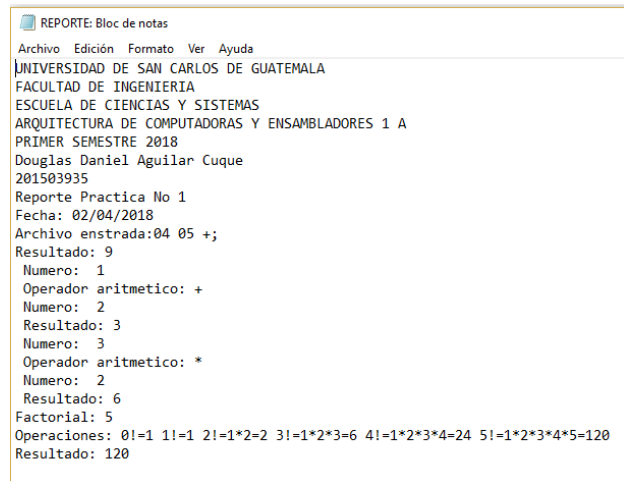 REPORTE: Bloc de notas
Archivo Edición Formato Ver Ayuda
UNIVERSIDAD DE SAN CARLOS DE GUATEMALA
FACULTAD DE INGENIERIA
ESCUELA DE CIENCIAS Y SISTEMAS
ARQUITECTURA DE COMPUTADORAS Y ENSAMBLADORES 1 A
PRIMER SEMESTRE 2018
Douglas Daniel Aguilar Cuque
201503935
Reporte Practica No 1
Fecha: 02/04/2018
Archivo enstrada:04 05 +;
Resultado: 9
Numero: 1
Operador aritmetico: +
Numero: 2
Resultado: 3
Numero: 3
Operador aritmetico: *
Numero: 2
Resultado: 6
Factorial: 5
Operaciones: 0!=1 1!=1 2!=1*2=2 3!=1*2*3=6 4!=1*2*3*4=24 5!=1*2*3*4*5=120
Resultado: 120